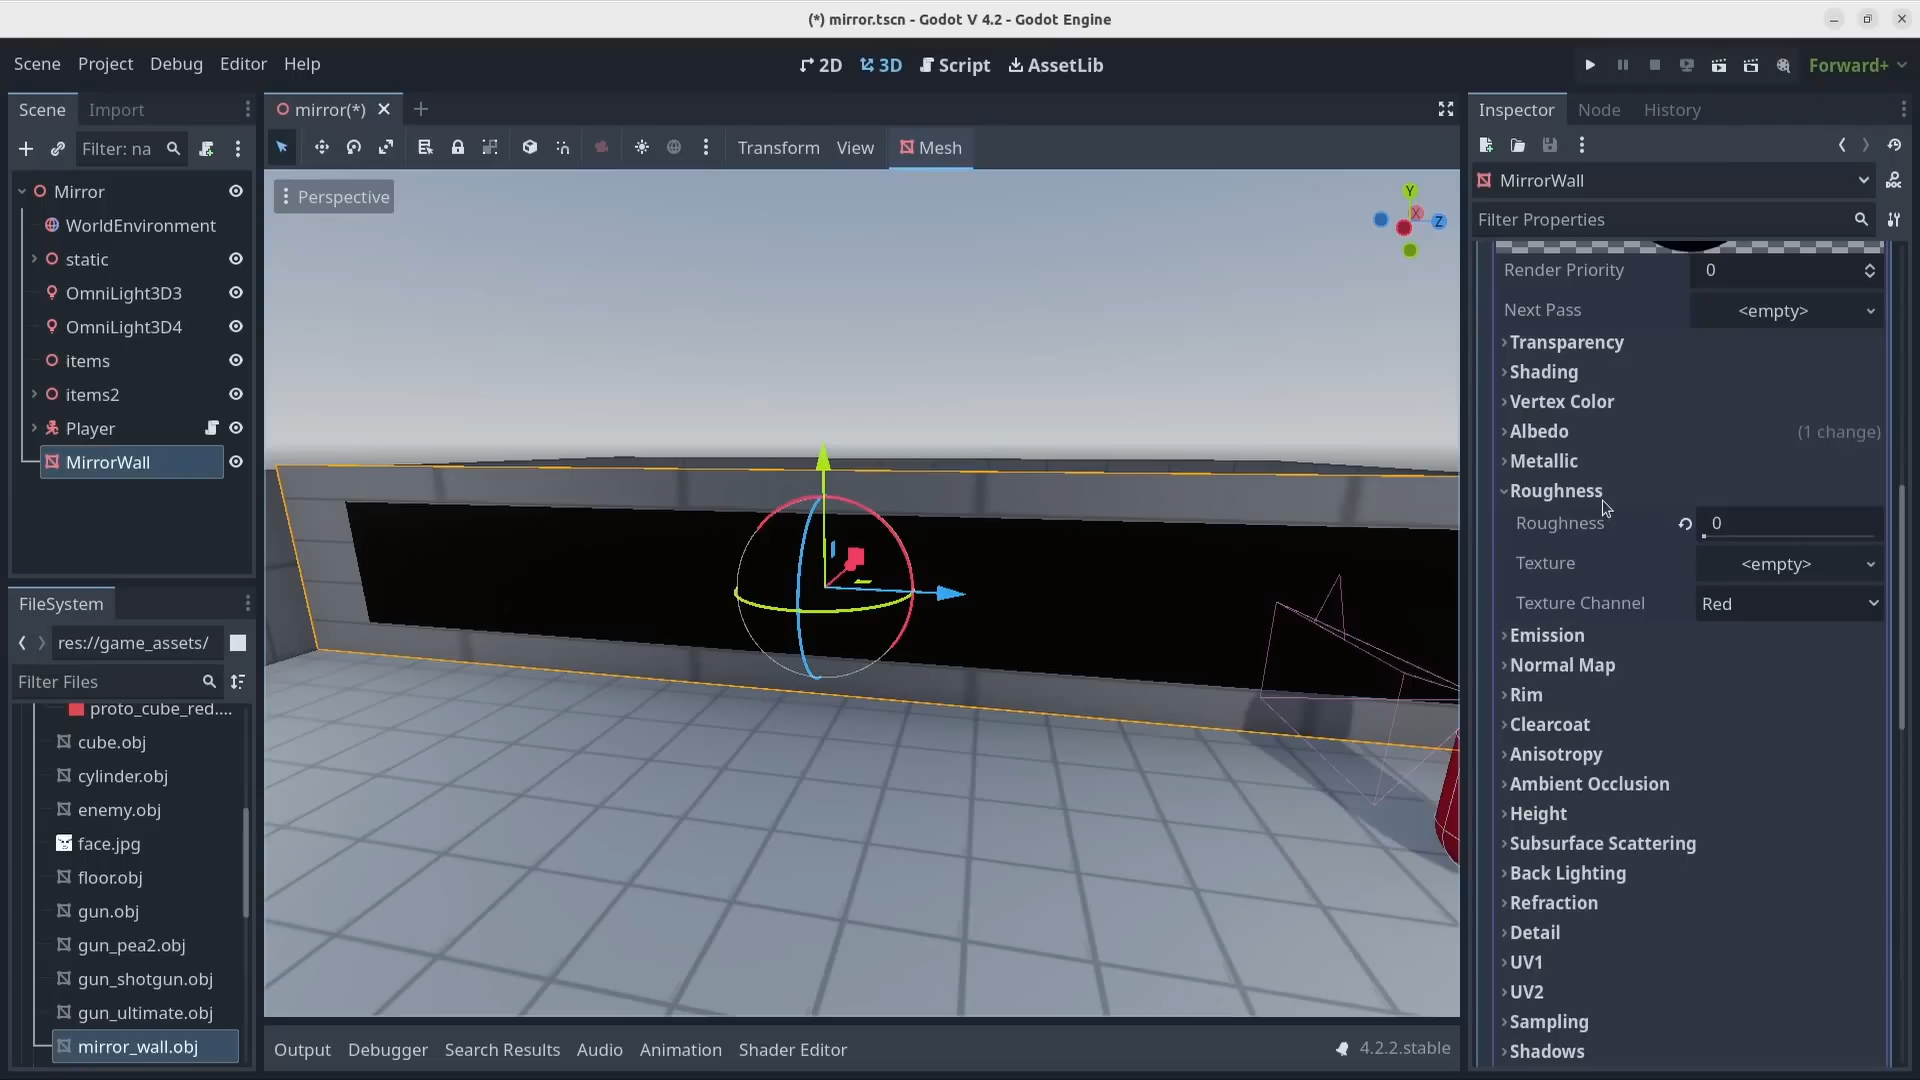 (*) mirror.tscn - Godot V 4.2 - Godot Engine
Scene Project Debug Editor Help
2D 3D Script AssetLib
Forward+
Scene Import
mirror(*)
Inspector Node History
Filter: na
Transform View Mesh
Mirror
WorldEnvironment
static
OmniLight3D3
OmniLight3D4
items
items2
Player
MirrorWall
Perspective
Y
X
Z
FileSystem
res://game_assets/
Filter Files
proto_cube_red....
cube.obj
cylinder.obj
enemy.obj
face.jpg
floor.obj
gun.obj
gun_pea2.obj
gun_shotgun.obj
gun_ultimate.obj
mirror_wall.obj
Output Debugger Search Results Audio Animation Shader Editor
4.2.2.stable
MirrorWall
DOC
Filter Properties
Render Priority 0
Next Pass <empty>
Transparency
Shading
Vertex Color
Albedo (1 change)
Metallic
Roughness
Roughness 0
Texture <empty>
Texture Channel Red
Emission
Normal Map
Rim
Clearcoat
Anisotropy
Ambient Occlusion
Height
Subsurface Scattering
Back Lighting
Refraction
Detail
UV1
UV2
Sampling
Shadows